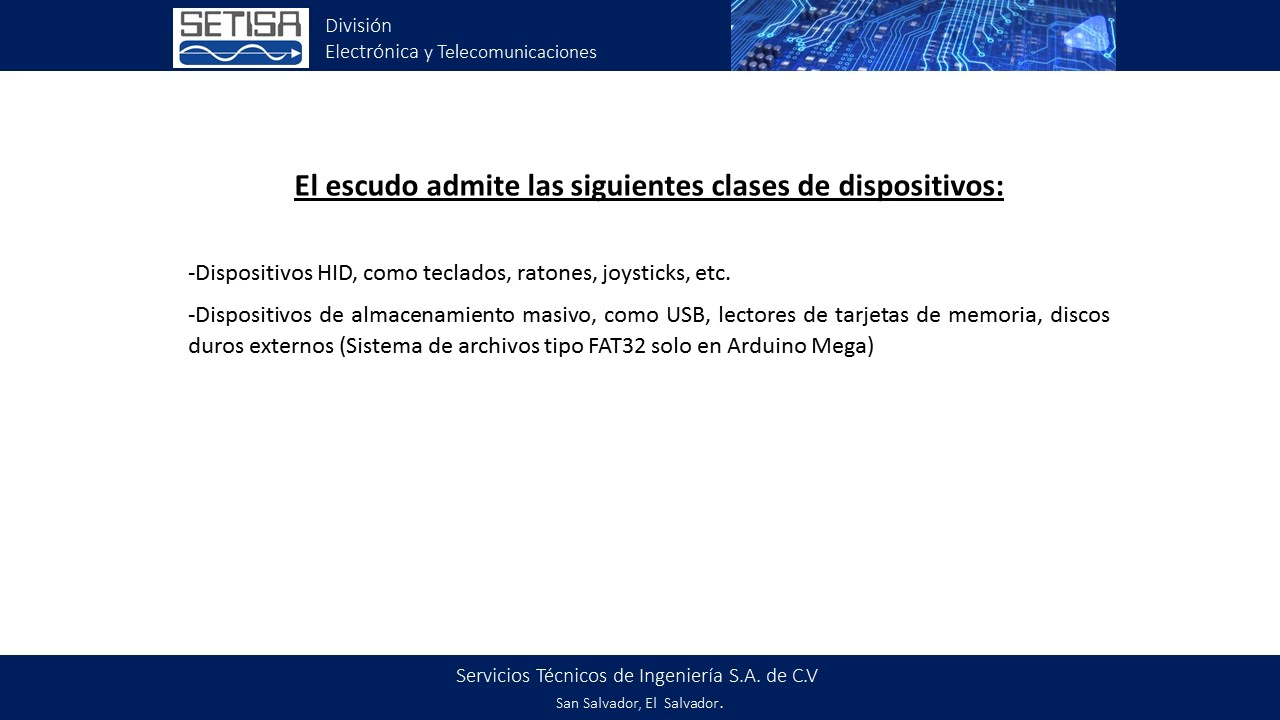 SETISA
División
Electrónica y Telecomunicaciones
El escudo admite las siguientes clases de dispositivos:
-Dispositivos HID, como teclados, ratones, joysticks, etc.
-Dispositivos de almacenamiento masivo, como USB, lectores de tarjetas de memoria, discos
duros externos (Sistema de archivos tipo FAT32 solo en Arduino Mega)
Servicios Técnicos de Ingeniería S.A. de C.V
San Salvador, El Salvador.